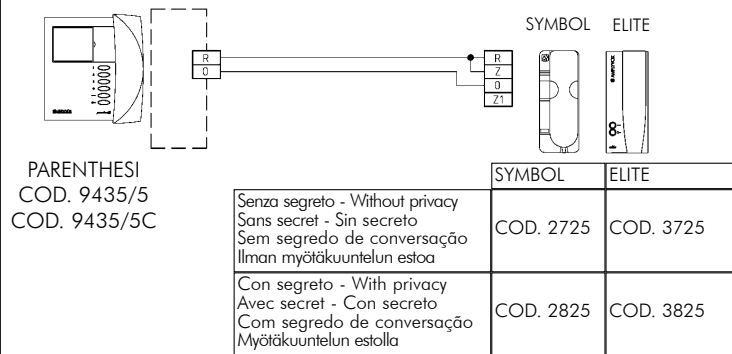 SYMBOL ELITE
R
0
R
Z
0
Z1
PARENTHESI
COD. 9435/5
COD. 9435/5C
SYMBOL ELITE
Senza segreto - Without privacy
Sans secret - Sin secreto
Sem segredo de conversação
Ilman myötäkuuntelun estoa
COD. 2725 COD. 3725
Con segreto - With privacy
Avec secret - Con secreto
Com segredo de conversação
Myötäkuuntelun estolla
COD. 2825 COD. 3825